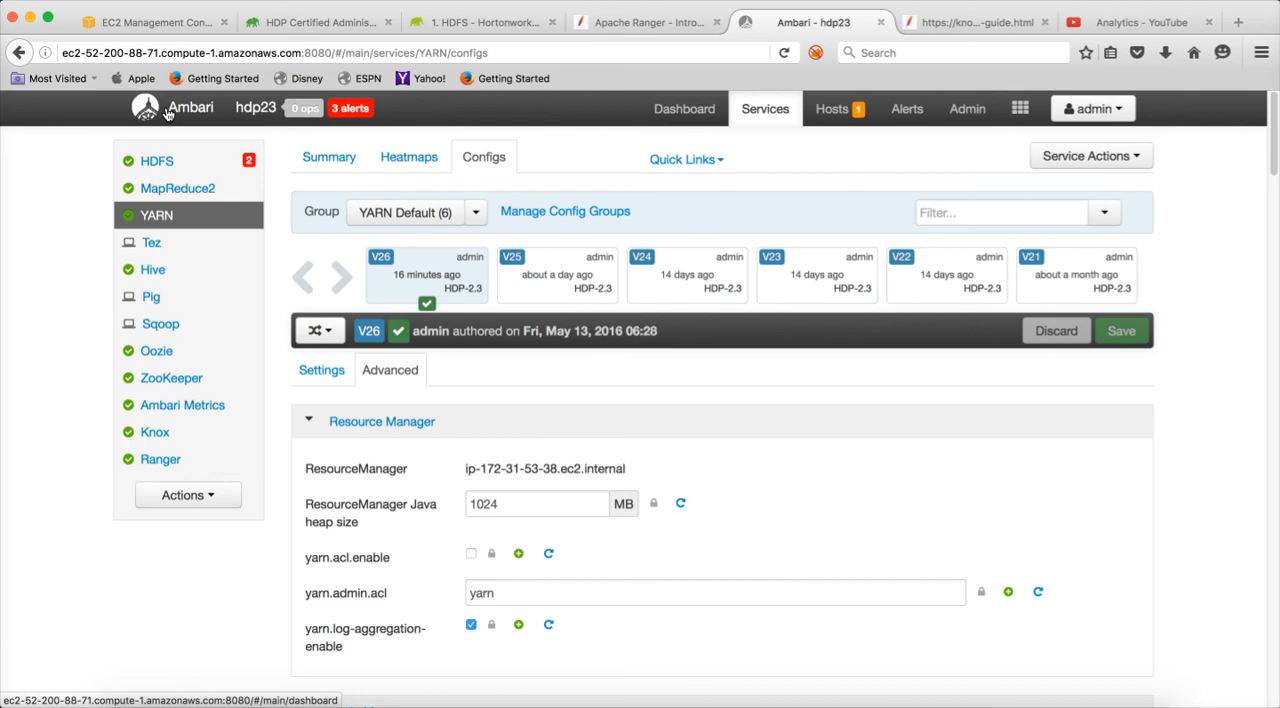 EC2 Management Con...
HDP Certified Adminis...
1. HDFS - Hortonwork...
Apache Ranger - Intro...
Ambari - hdp23
https://kno...-guide.html
Analytics - YouTube
ec2-52-200-88-71.compute-1.amazonaws.com:8080/#/main/services/YARN/configs
Search
Most Visited
Apple
Getting Started
Disney
ESPN
Yahoo!
Getting Started
Ambari
hdp23
0 ops
3 alerts
Dashboard
Services
Hosts 1
Alerts
Admin
admin
HDFS
2
MapReduce2
YARN
Tez
Hive
Pig
Sqoop
Oozie
ZooKeeper
Ambari Metrics
Knox
Ranger
Actions
Summary
Heatmaps
Configs
Quick Links
Service Actions
Group
YARN Default (6)
Manage Config Groups
Filter...
V26 admin
16 minutes ago
HDP-2.3
V25 admin
about a day ago
HDP-2.3
V24 admin
14 days ago
HDP-2.3
V23 admin
14 days ago
HDP-2.3
V22 admin
14 days ago
HDP-2.3
V21 admin
about a month ago
HDP-2.3
V26 admin authored on Fri, May 13, 2016 06:28
Discard
Save
Settings
Advanced
Resource Manager
ResourceManager
ip-172-31-53-38.ec2.internal
ResourceManager Java
heap size
1024
MB
yarn.acl.enable
yarn.admin.acl
yarn
yarn.log-aggregation-
enable
ec2-52-200-88-71.compute-1.amazonaws.com:8080/#/main/dashboard